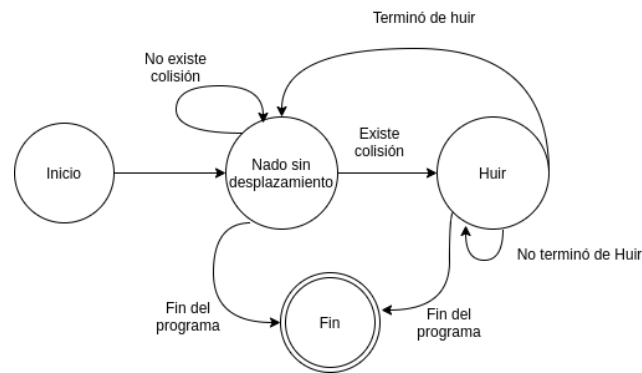 Terminó de huir
No existe
colisión
Existe
colisión
Inicio
Nado sin
desplazamiento
Huir
No terminó de Huir
Fin del
programa
Fin
Fin del
programa